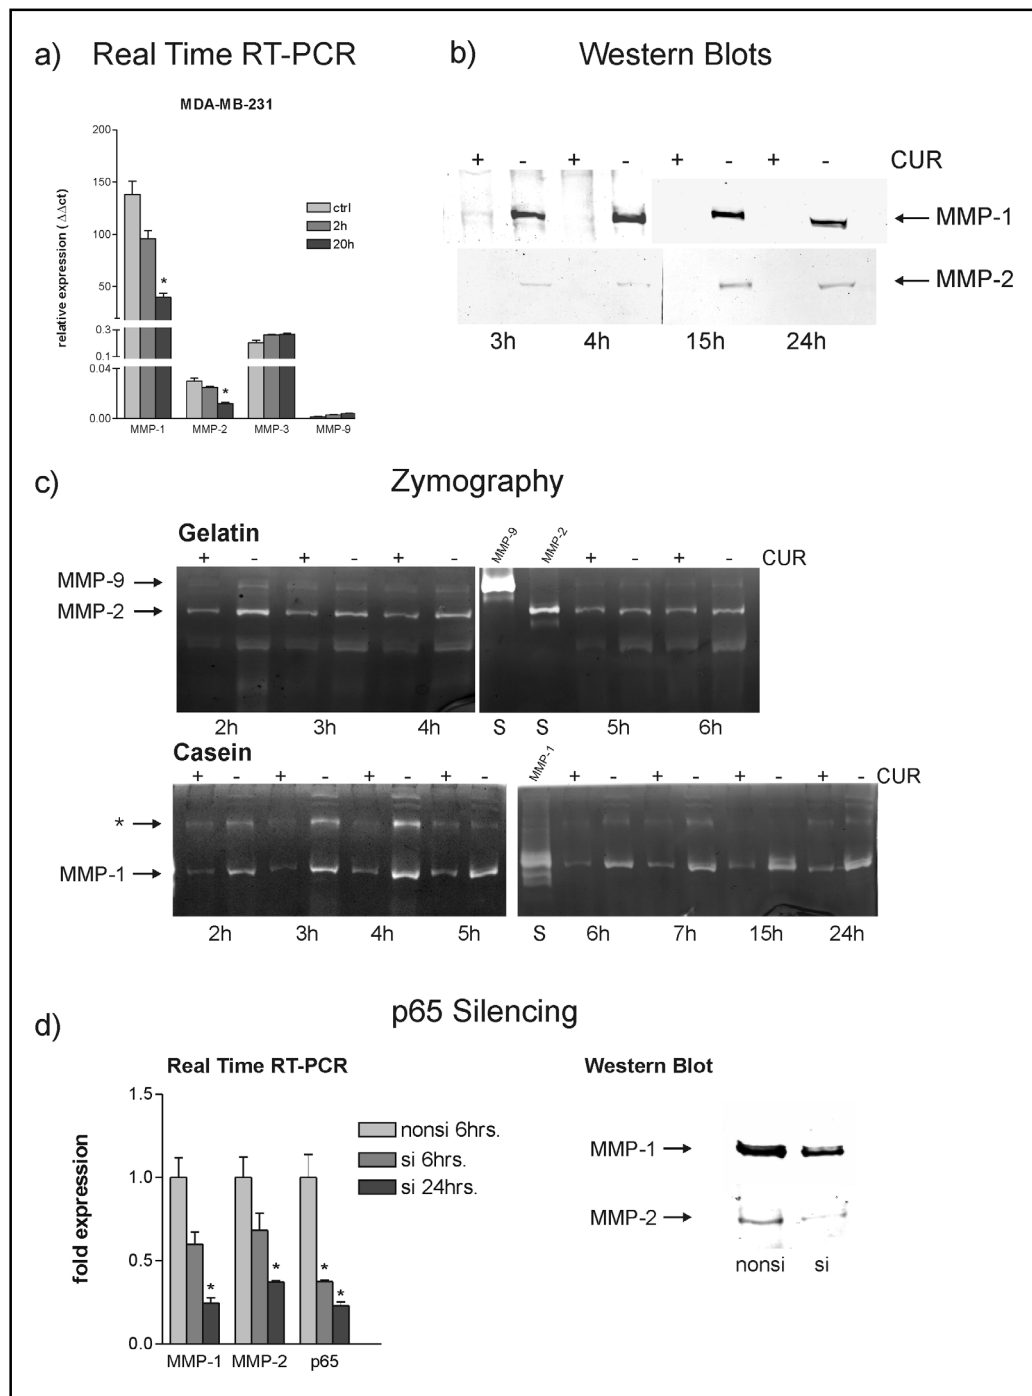 a) Real Time RT-PCR
MDA-MB-231
relative expression ( ΔΔct)
200
150
100
50
0.3
0.1
0.04
0.00
ctrl
2h
20h
*
*
MMP-1 MMP-2 MMP-3 MMP-9
b) Western Blots
+ - + - + - + - CUR
MMP-1
MMP-2
3h 4h 15h 24h
c) Zymography
Gelatin
+ - + - + - MMP-9 MMP-2 + - + - CUR
MMP-9
MMP-2
2h 3h 4h S S 5h 6h
Casein
+ - + - + - + - MMP-1 + - + - + - + - CUR
*
MMP-1
2h 3h 4h 5h S 6h 7h 15h 24h
d) p65 Silencing
Real Time RT-PCR
fold expression
1.5
1.0
0.5
0.0
nonsi 6hrs.
si 6hrs.
si 24hrs.
* * * *
MMP-1 MMP-2 p65
Western Blot
MMP-1
MMP-2
nonsi si